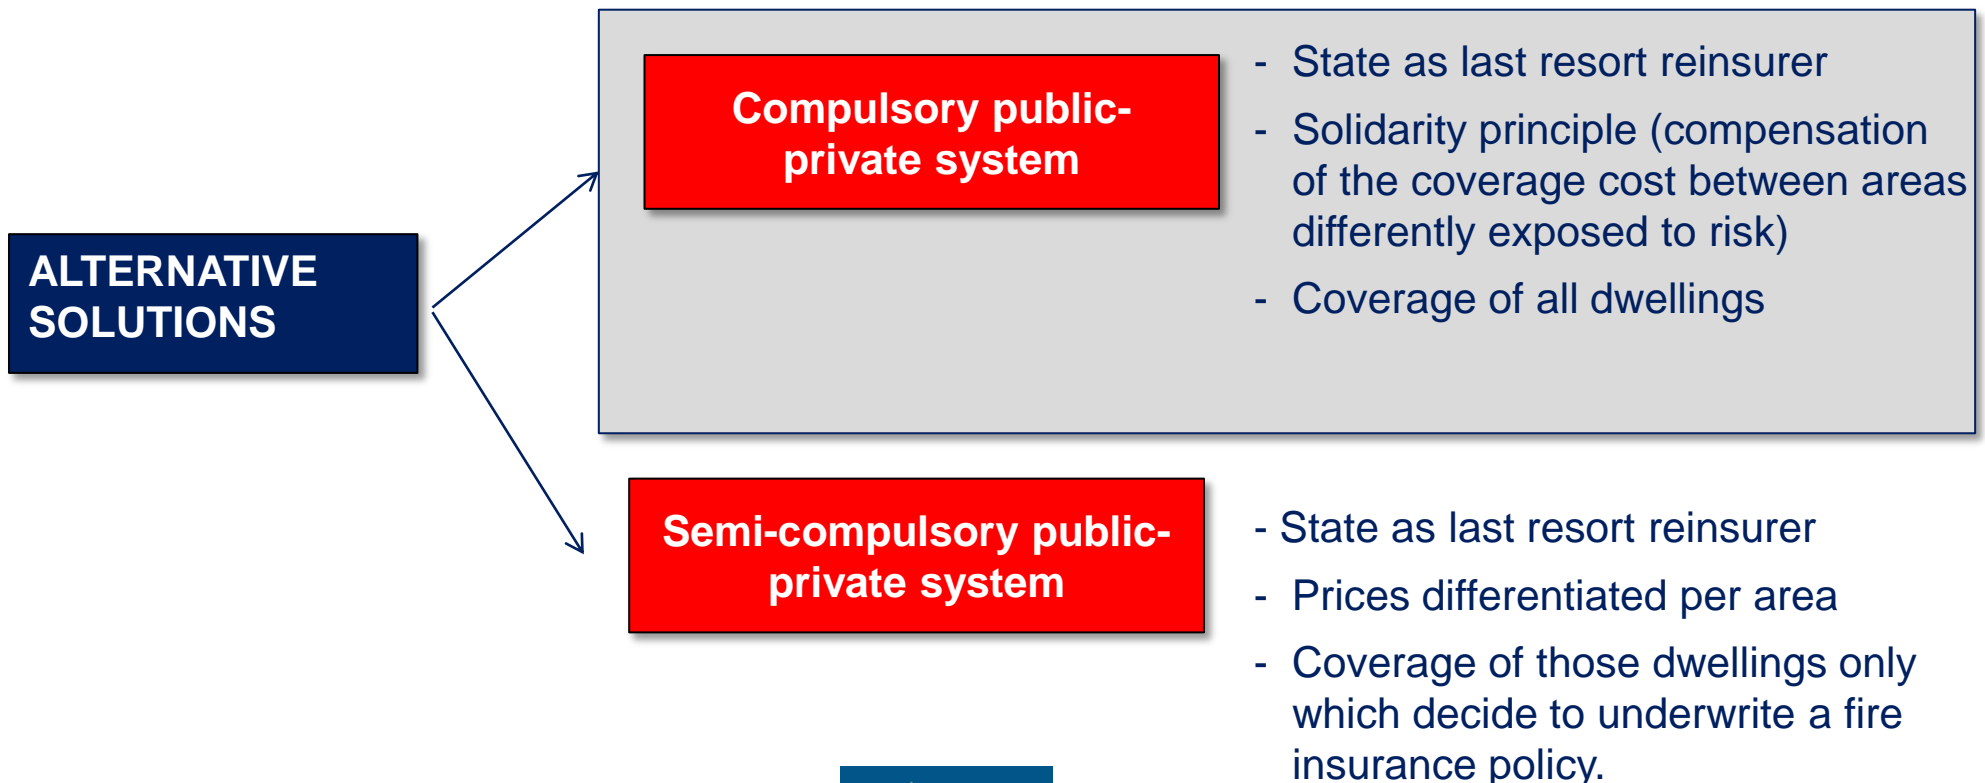 ALTERNATIVE
SOLUTIONS
Compulsory public-
private system
- State as last resort reinsurer
- Solidarity principle (compensation
of the coverage cost between areas
differently exposed to risk)
- Coverage of all dwellings
Semi-compulsory public-
private system
- State as last resort reinsurer
- Prices differentiated per area
- Coverage of those dwellings only
which decide to underwrite a fire
insurance policy.